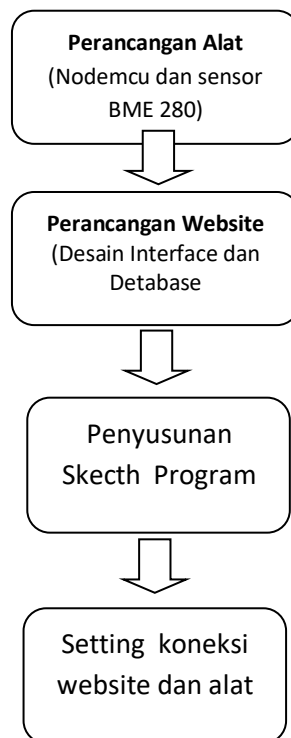 Perancangan Alat
(Nodemcu dan sensor
BME 280)
Perancangan Website
(Desain Interface dan
Detabase
Penyusunan
Skecth Program
Setting koneksi
website dan alat